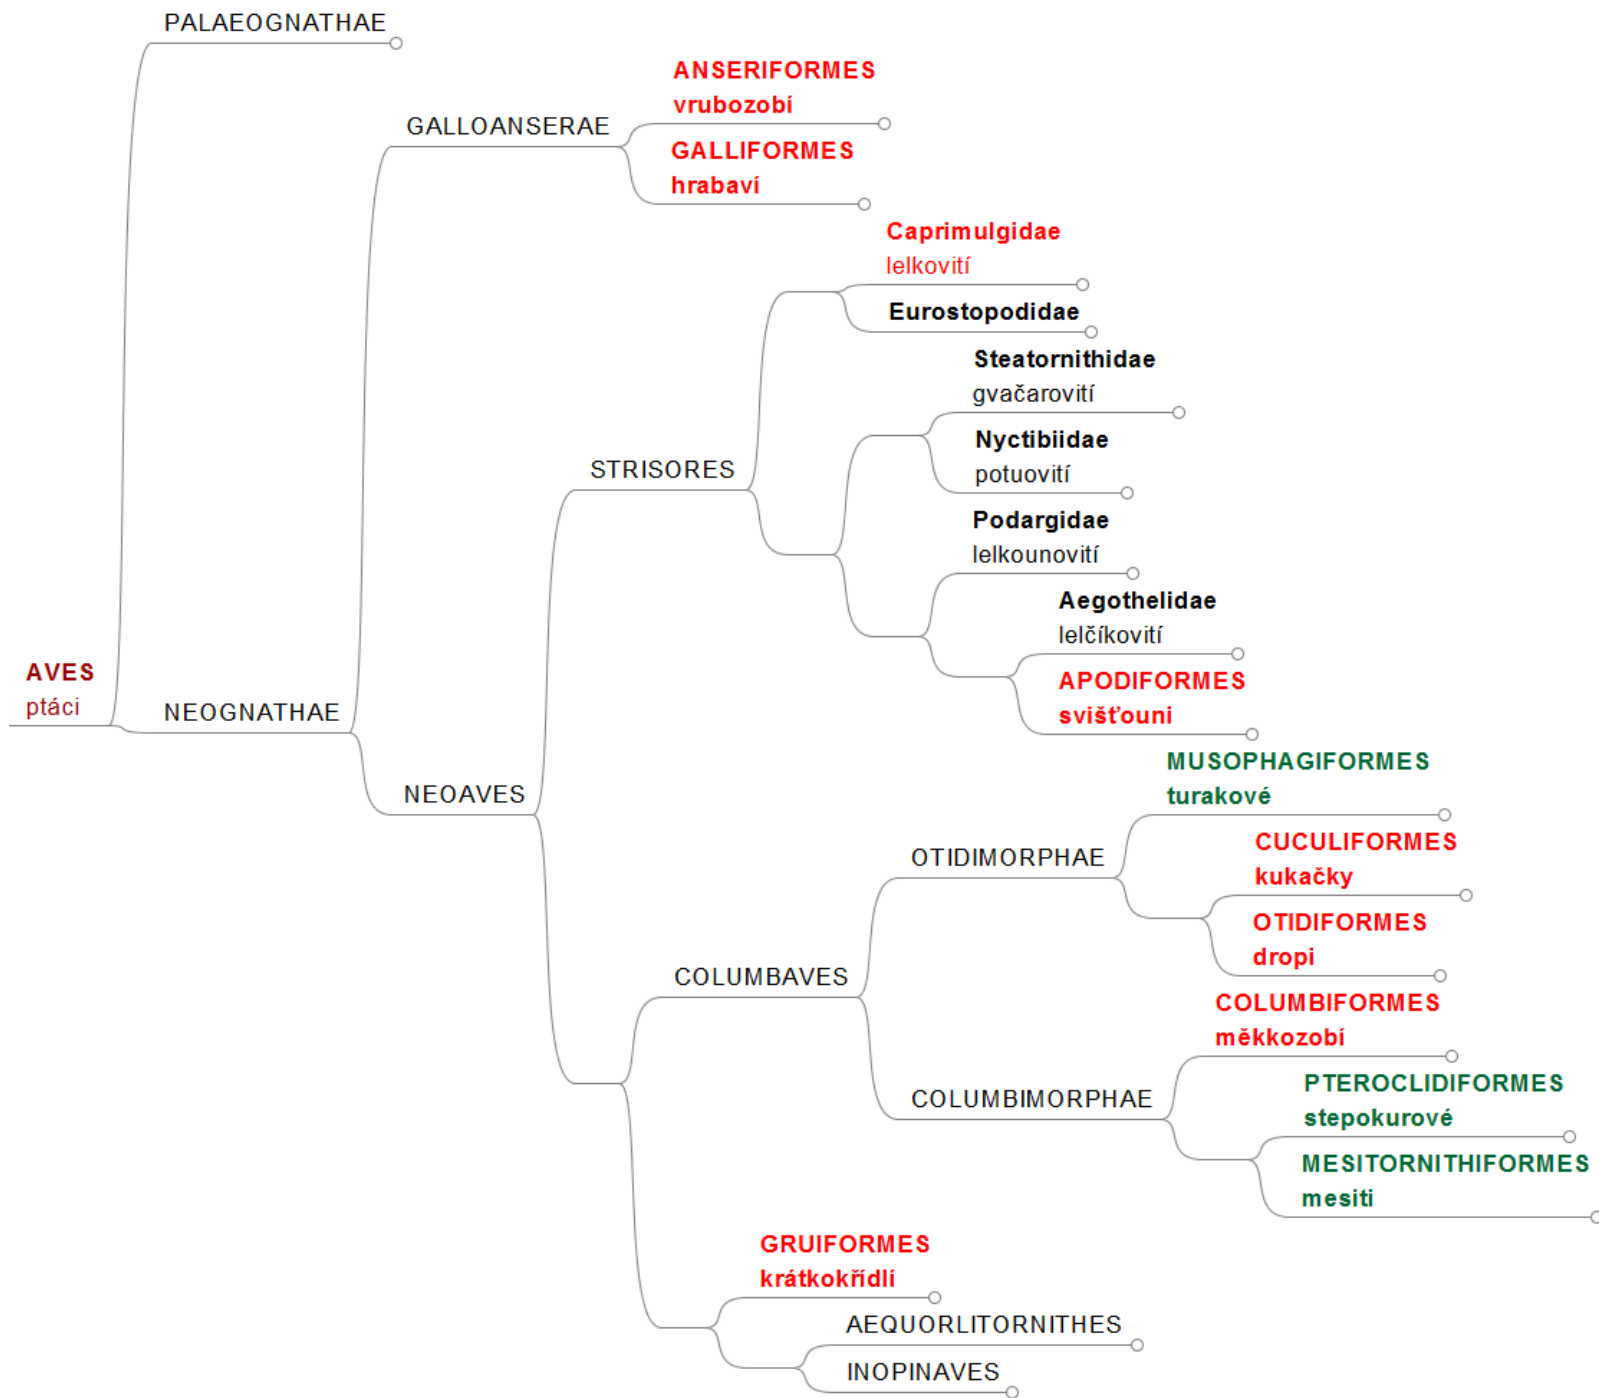 PALAEOGNATHAE
ANSERIFORMES
vrubozobí
GALLOANSERAE
GALLIFORMES
hrabaví
Caprimulgidae
lelkovití
Eurostopodidae
Steatornithidae
gvačarovití
Nyctibiidae
potuovití
STRISORES
Podargidae
lelkounovití
Aegothelidae
lelčíkovití
AVES
ptáci
APODIFORMES
svišťouni
NEOGNATHAE
MUSOPHAGIFORMES
turakové
NEOAVES
CUCULIFORMES
kukačky
OTIDIMORPHAE
OTIDIFORMES
dropi
COLUMBAVES
COLUMBIFORMES
měkkozobí
PTEROCLIDIFORMES
stepokurové
COLUMBIMORPHAE
MESITORNITHIFORMES
mesiti
GRUIFORMES
krátkokřídlí
AEQUORLITORNITHES
INOPINAVES